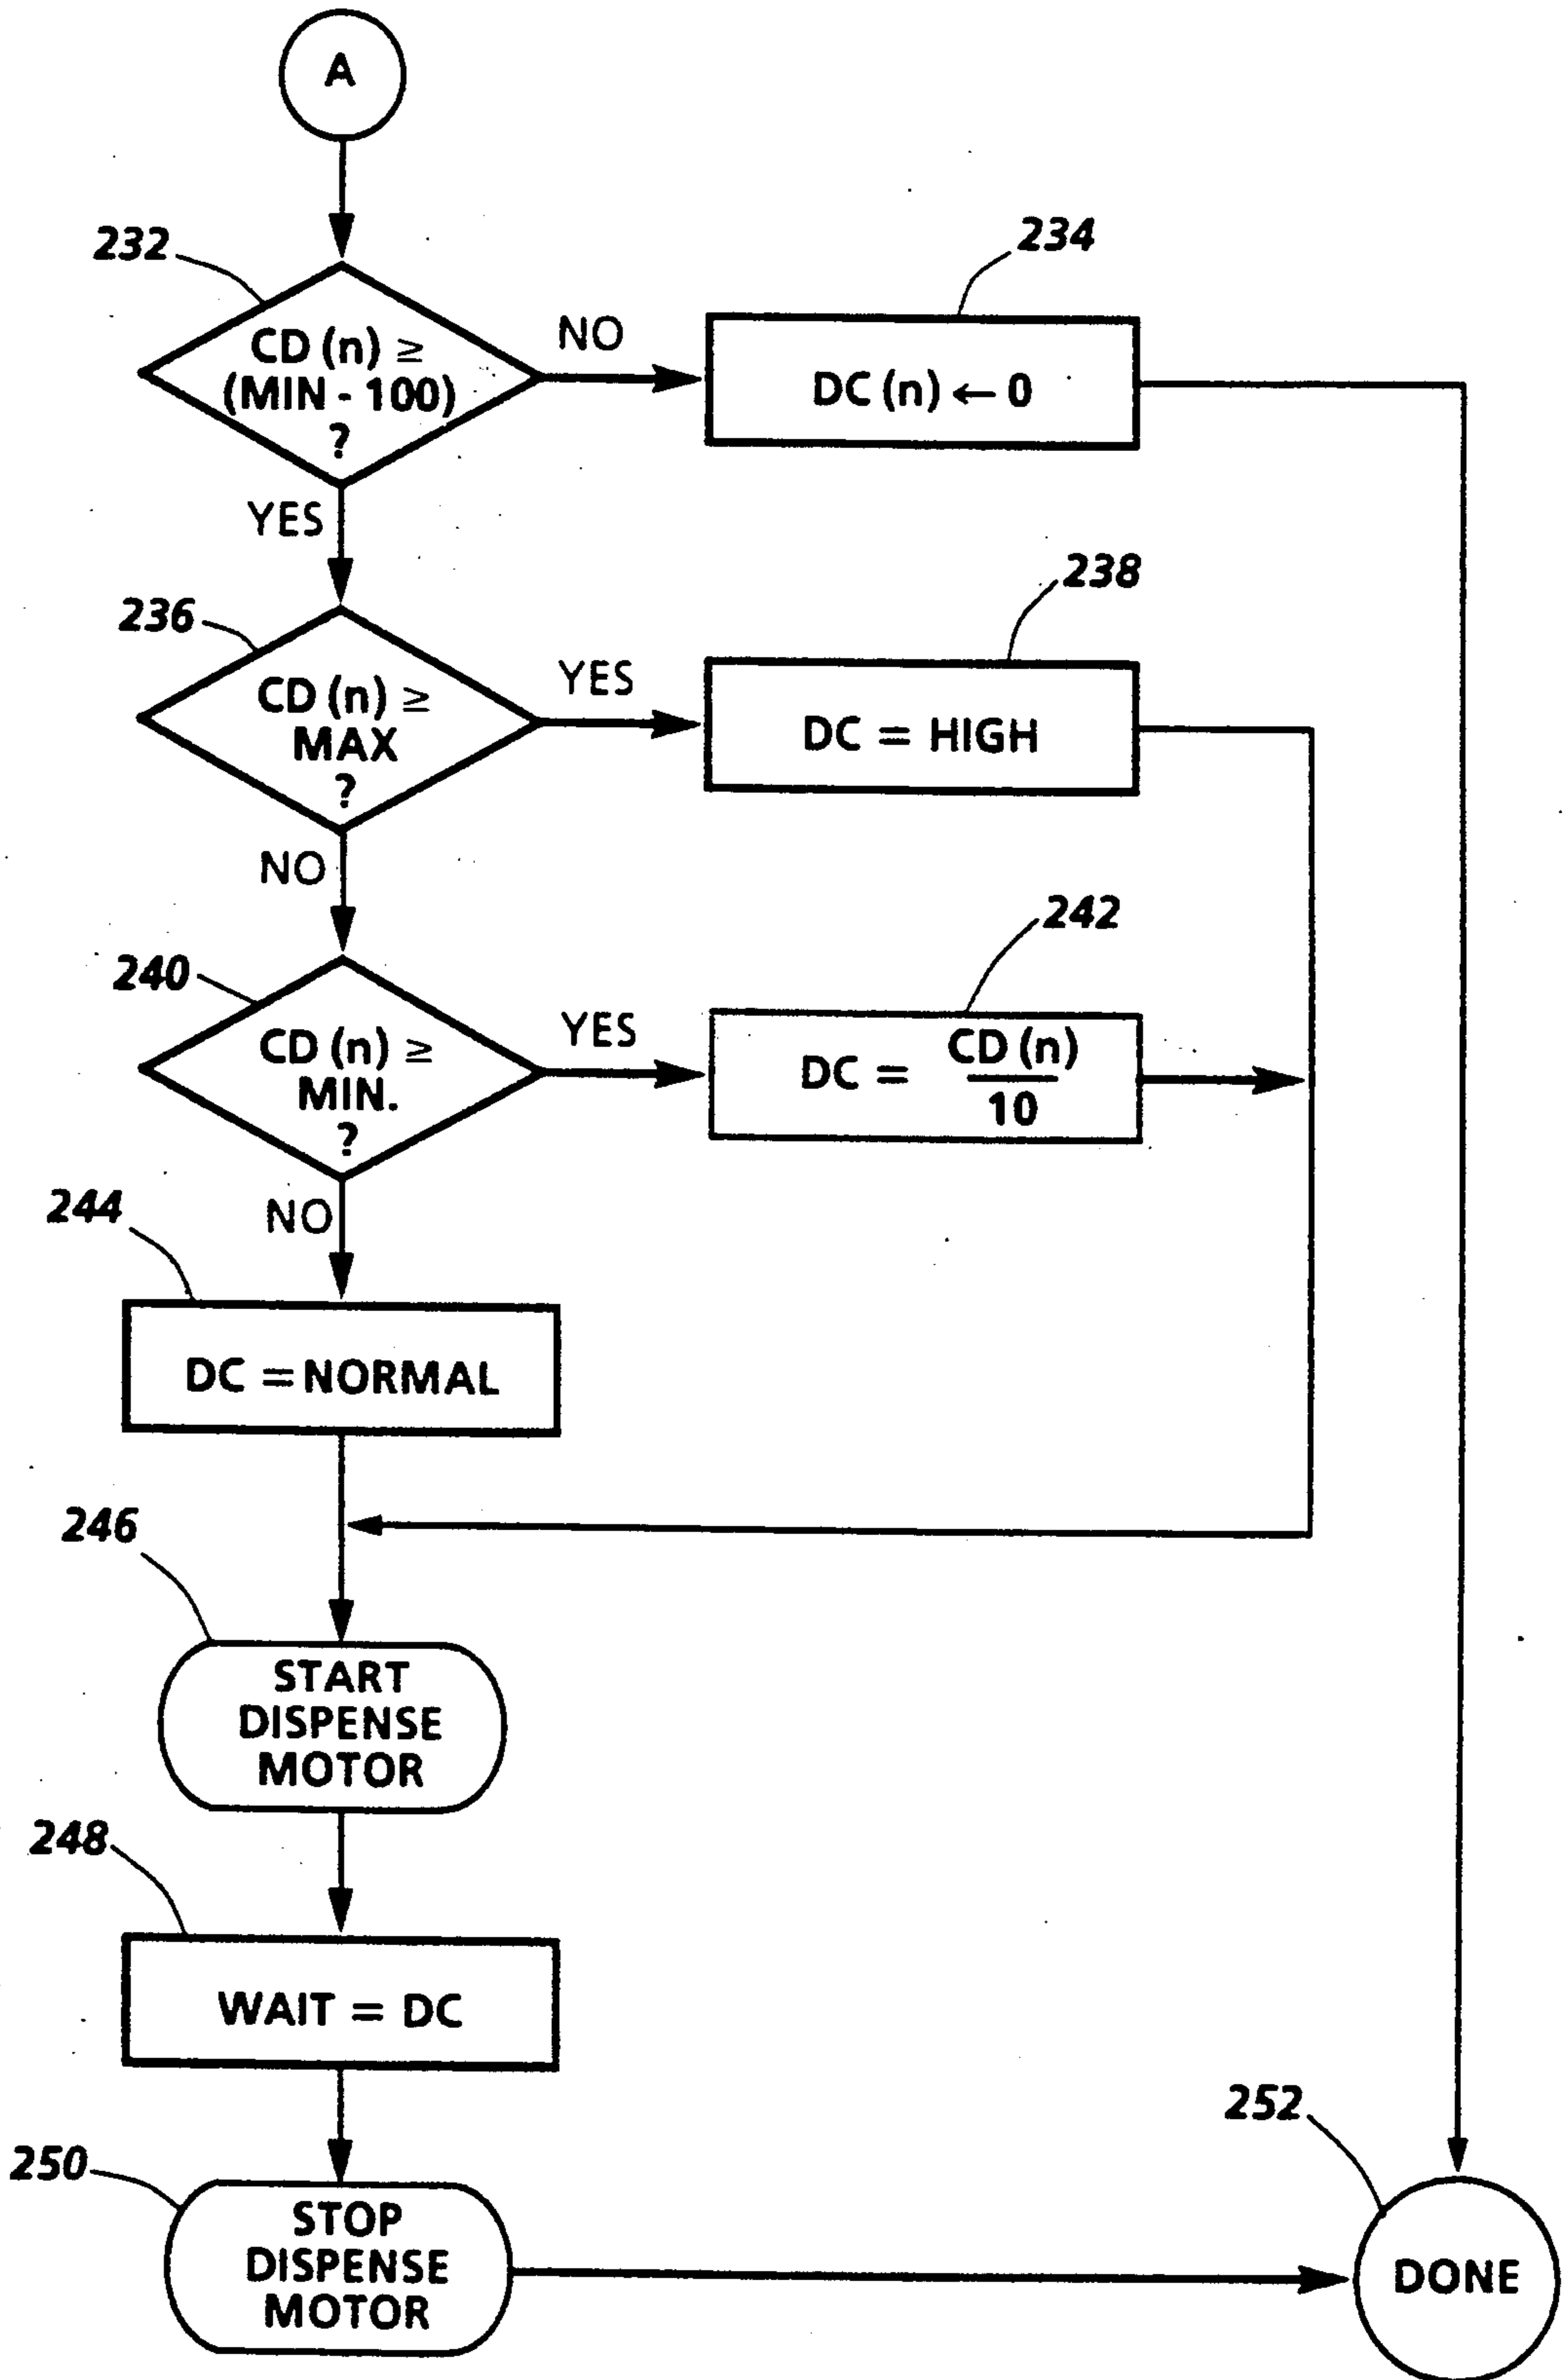 A
232
CD (n) ≥
(MIN - 100)
?
NO
234
DC (n) ← 0
YES
236
CD (n) ≥
MAX
?
YES
238
DC = HIGH
NO
240
CD (n) ≥
MIN.
?
YES
242
DC = CD (n)
10
NO
244
DC = NORMAL
246
START
DISPENSE
MOTOR
248
WAIT = DC
250
STOP
DISPENSE
MOTOR
252
DONE